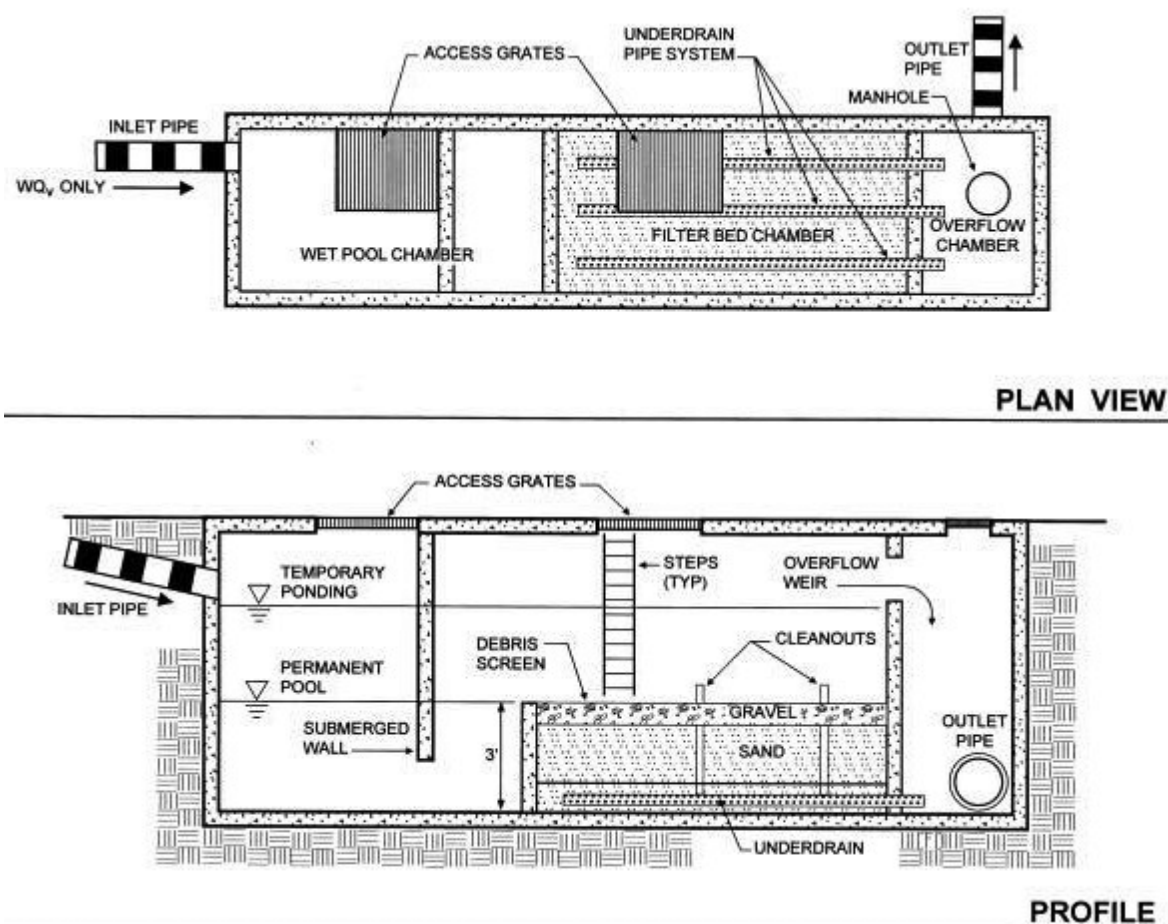 ACCESS GRATES
UNDERDRAIN
PIPE SYSTEM
OUTLET
PIPE
MANHOLE
INLET PIPE
WQv ONLY
WET POOL CHAMBER
FILTER BED CHAMBER
OVERFLOW
CHAMBER
PLAN VIEW
ACCESS GRATES
INLET PIPE
TEMPORARY
PONDING
STEPS
(TYP)
OVERFLOW
WEIR
DEBRIS
SCREEN
CLEANOUTS
PERMANENT
POOL
GRAVEL
SUBMERGED
WALL
3'
SAND
OUTLET
PIPE
UNDERDRAIN
PROFILE